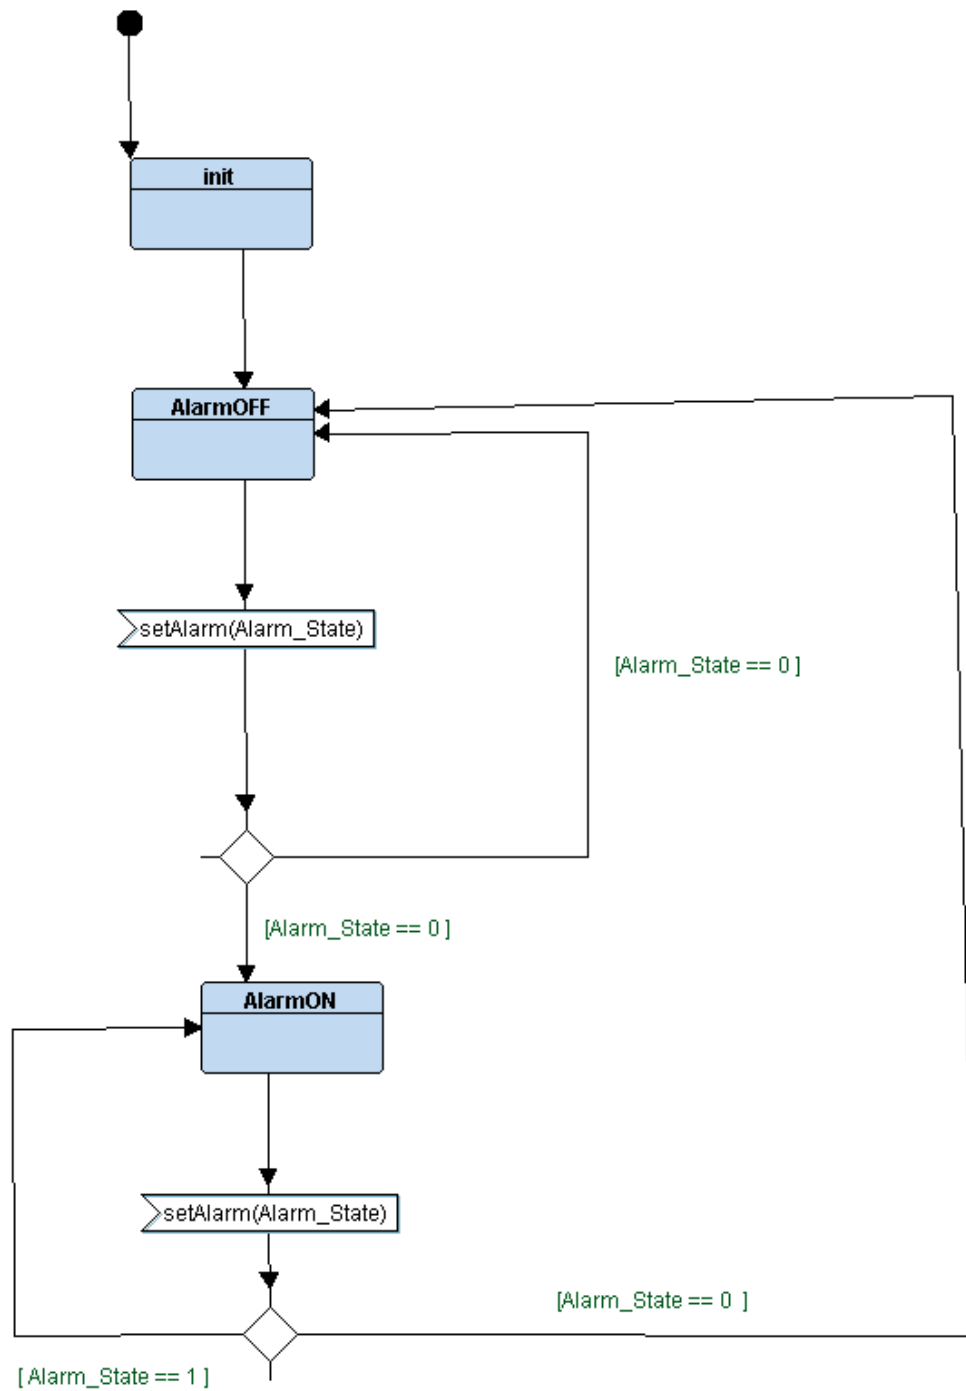 init
AlarmOFF
setAlarm(Alarm_State)
[Alarm_State == 0 ]
[Alarm_State == 0 ]
AlarmON
setAlarm(Alarm_State)
[Alarm_State == 0  ]
[ Alarm_State == 1 ]